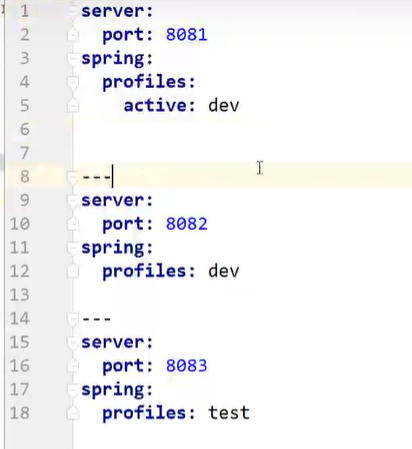 1 server:
2   port: 8081
3 spring:
4   profiles:
5     active: dev
6
7
8 ---
9 server:
10   port: 8082
11 spring:
12   profiles: dev
13
14 ---
15 server:
16   port: 8083
17 spring:
18   profiles: test